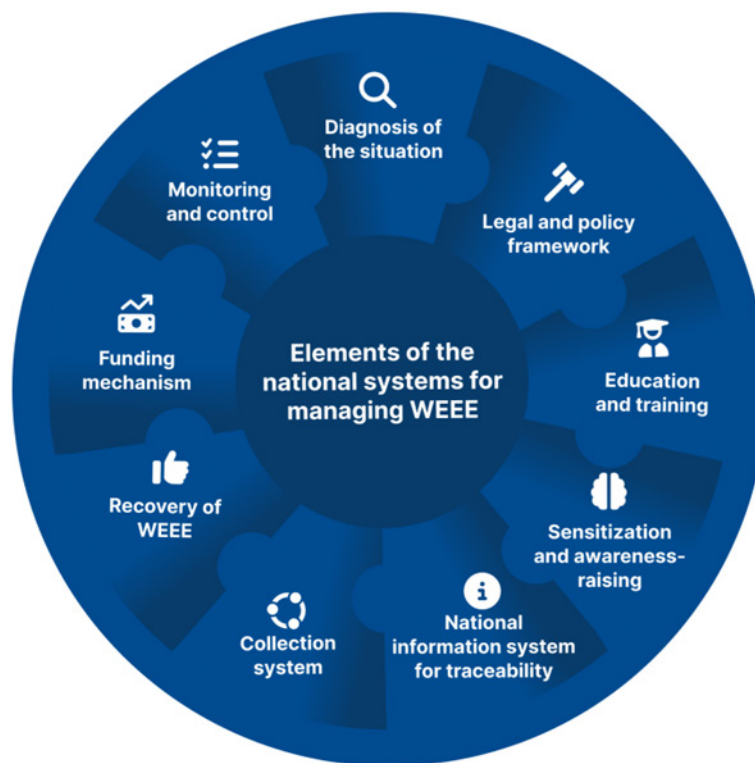 Diagnosis of
the situation
Legal and policy
framework
Education
and training
Sensitization
and awareness-
raising
National
information system
for traceability
Collection
system
Recovery of
WEEE
Funding
mechanism
Monitoring
and control
Elements of the
national systems for
managing WEEE